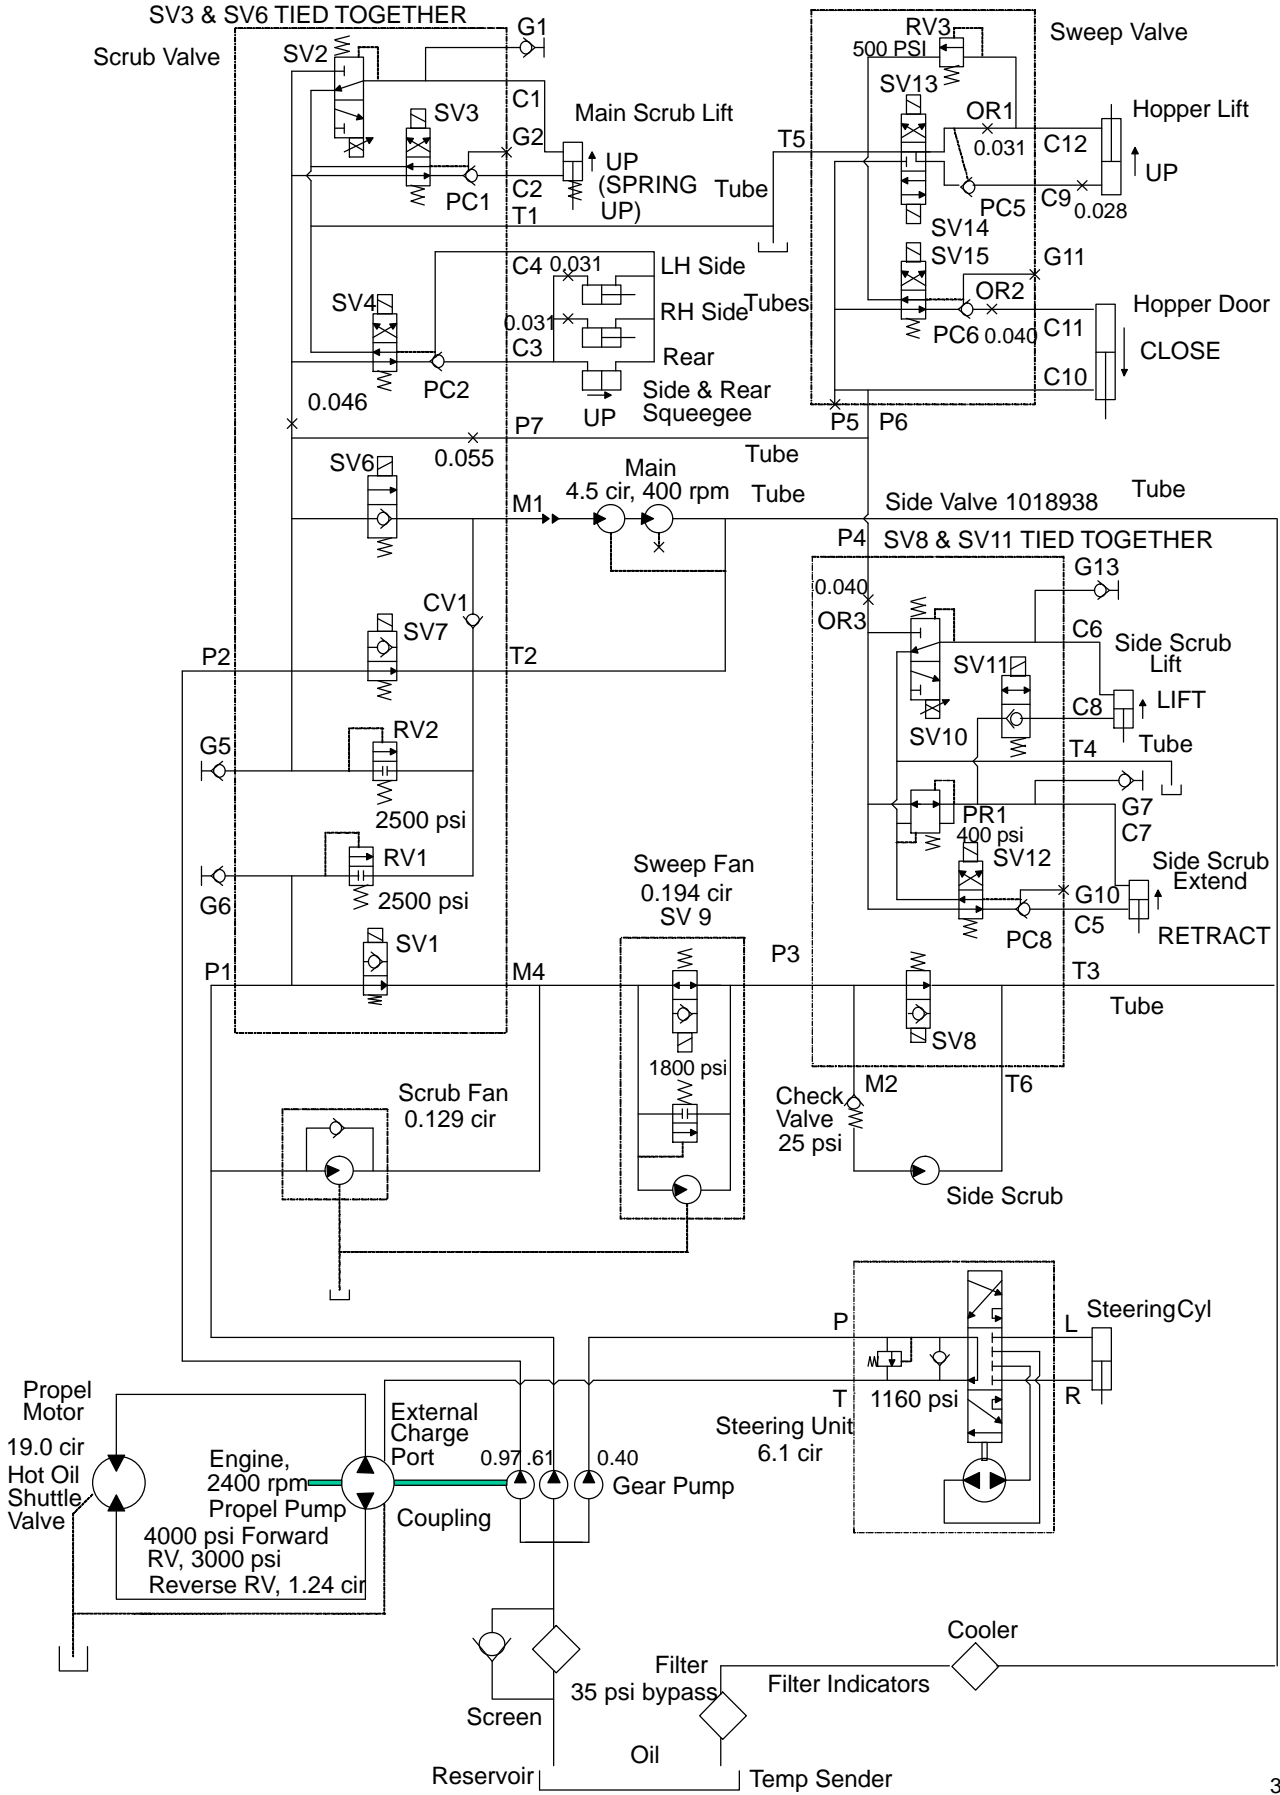 SV3 & SV6 TIED TOGETHER
Scrub Valve
SV2
G1
C1
SV3
G2
Main Scrub Lift
UP
(SPRING
UP)
C2
PC1
T1
Tube
T5
RV3
500 PSI
Sweep Valve
SV13
OR1
0.031
C12
Hopper Lift
UP
C9
0.028
PC5
SV14
SV15
G11
OR2
PC6
0.040
C11
Hopper Door
CLOSE
C10
P5
P6
C4
0.031
LH Side
SV4
0.031
RH Side
Tubes
C3
Rear
PC2
Side & Rear
Squeegee
UP
0.046
P7
0.055
Tube
SV6
Main
4.5 cir, 400 rpm
Tube
M1
Side Valve 1018938
Tube
P4
SV8 & SV11 TIED TOGETHER
G13
0.040
OR3
C6
Side Scrub
Lift
SV11
LIFT
C8
SV10
T4
Tube
CV1
SV7
P2
T2
RV2
G5
2500 psi
PR1
400 psi
G7
C7
SV12
Side Scrub
Extend
G10
C5
PC8
RETRACT
RV1
G6
2500 psi
Sweep Fan
0.194 cir
SV 9
SV1
P1
M4
P3
T3
Tube
SV8
1800 psi
M2
T6
Check
Valve
25 psi
Side Scrub
Scrub Fan
0.129 cir
P
L
SteeringCyl
T
1160 psi
R
Steering Unit
6.1 cir
Propel
Motor
19.0 cir
Hot Oil
Shuttle
Valve
External
Charge
Port
Engine,
2400 rpm
Propel Pump
4000 psi Forward
RV, 3000 psi
Reverse RV, 1.24 cir
Coupling
0.97
.61
0.40
Gear Pump
Cooler
Filter
35 psi bypass
Filter Indicators
Screen
Oil
Reservoir
Temp Sender
3